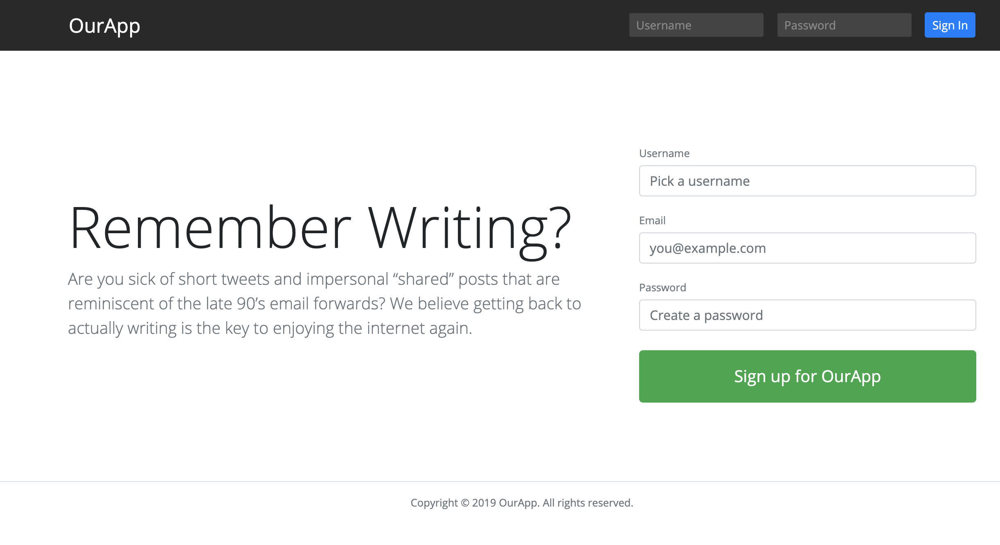 OurApp
Username
Password
Sign In
Remember Writing?
Are you sick of short tweets and impersonal “shared” posts that are
reminiscent of the late 90’s email forwards? We believe getting back to
actually writing is the key to enjoying the internet again.
Username
Pick a username
Email
you@example.com
Password
Create a password
Sign up for OurApp
Copyright © 2019 OurApp. All rights reserved.